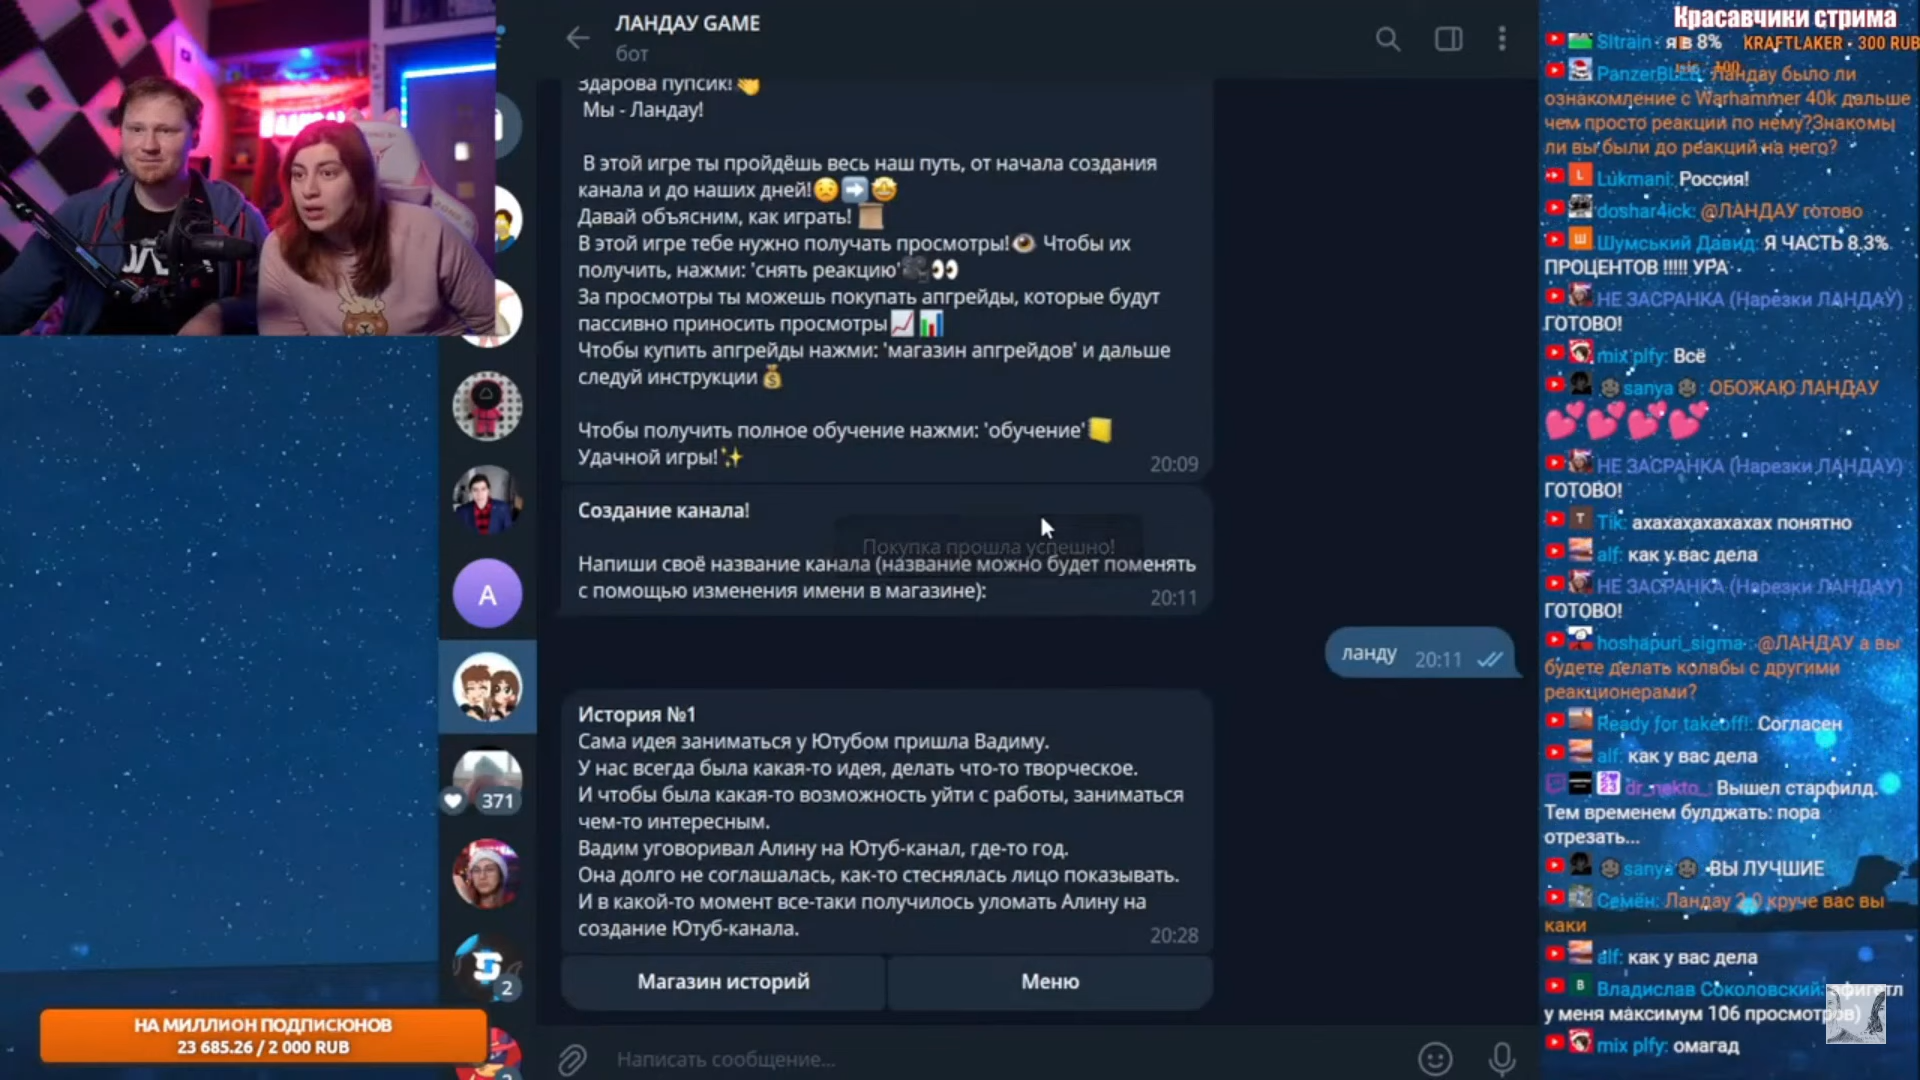 ЛАНДАУ GAME
бот
Здарова пупсик!👋
Мы - Ландау!
В этой игре ты пройдёшь весь наш путь, от начала создания
канала и до наших дней!😟➡️🤩
Давай объясним, как играть!📜
В этой игре тебе нужно получать просмотры!👁 Чтобы их
получить, нажми: 'снять реакцию'🎥👀
За просмотры ты можешь покупать апгрейды, которые будут
пассивно приносить просмотры📈📊
Чтобы купить апгрейды нажми: 'магазин апгрейдов' и дальше
следуй инструкции💰
Чтобы получить полное обучение нажми: 'обучение'📒
Удачной игры!✨
20:09
Создание канала!
Покупка прошла успешно!
Напиши своё название канала (название можно будет поменять
с помощью изменения имени в магазине):
20:11
ланду 20:11
История №1
Сама идея заниматься у Ютубом пришла Вадиму.
У нас всегда была какая-то идея, делать что-то творческое.
И чтобы была какая-то возможность уйти с работы, заниматься
чем-то интересным.
Вадим уговоривал Алину на Ютуб-канал, где-то год.
Она долго не соглашалась, как-то стеснялась лицо показывать.
И в какой-то момент все-таки получилось уломать Алину на
создание Ютуб-канала.
20:28
Магазин историй
Меню
Написать сообщение...
А
371
2
НА МИЛЛИОН ПОДПИСЮНОВ
23 685.26 / 2 000 RUB
Красавчики стрима
KRAFTLAKER - 300 RUB
Sltrain: я в 8%
Ландау было ли
ознакомление с Warhammer 40k дальше
чем просто реакции по нему?Знакомы
ли вы были до реакций на него?
Lukmani: Россия!
doshar4ick: @ЛАНДАУ готово
Шумський Давид: Я ЧАСТЬ 8.3%
ПРОЦЕНТОВ !!!!! УРА
НЕ ЗАСРАНКА (Нарезки ЛАНДАУ)
ГОТОВО!
mix plfy: Всё
sanya: ОБОЖАЮ ЛАНДАУ
💕💕💕💕
НЕ ЗАСРАНКА (Нарезки ЛАНДАУ)
ГОТОВО!
Tik: ахахахахахахах понятно
alf: как у вас дела
НЕ ЗАСРАНКА (Нарезки ЛАНДАУ)
ГОТОВО!
hoshapuri_sigma: @ЛАНДАУ а вы
будете делать колабы с другими
реакционерами?
Ready for takeoff!: Согласен
alf: как у вас дела
dr_nekto_: Вышел старфилд.
Тем временем булджать: пора
отрезать...
sanya: ВЫ ЛУЧШИЕ
Семён: Ландау 2.0 круче вас вы
каки
alf: как у вас дела
Владислав Соколовский:
у меня максимум 106 просмотров)
mix plfy: омагад